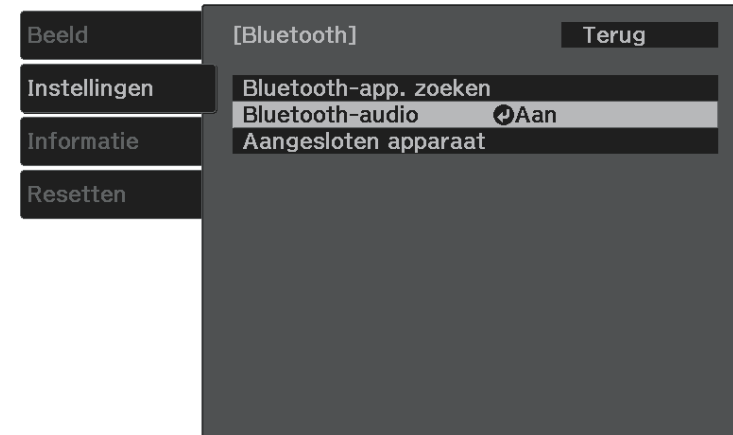 Beeld
Instellingen
Informatie
Resetten
[Bluetooth] Terug
Bluetooth-app. zoeken
Bluetooth-audio Aan
Aangesloten apparaat